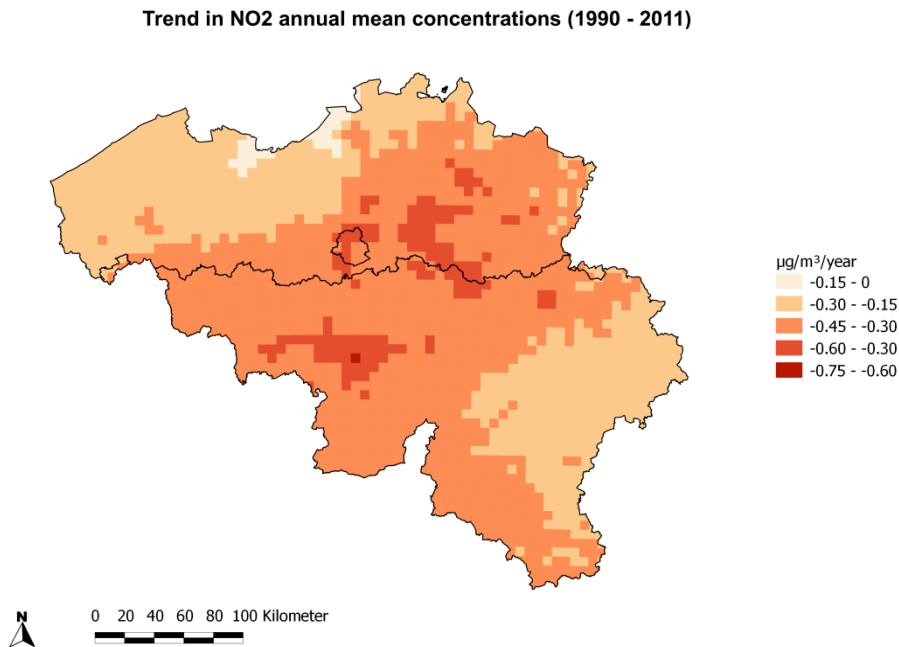 Trend in NO2 annual mean concentrations (1990 - 2011)
µg/m³/year
-0.15 - 0
-0.30 - -0.15
-0.45 - -0.30
-0.60 - -0.30
-0.75 - -0.60
N
0 20 40 60 80 100 Kilometer